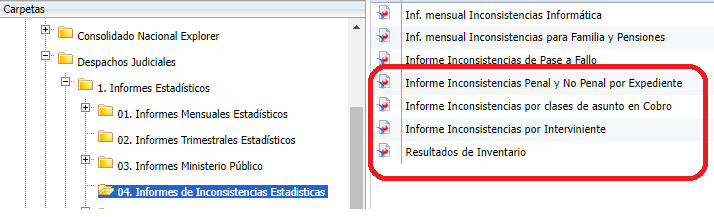 Carpetas
Consolidado Nacional Explorer
Despachos Judiciales
1. Informes Estadísticos
01. Informes Mensuales Estadísticos
02. Informes Trimestrales Estadísticos
03. Informes Ministerio Público
04. Informes de Inconsistencias Estadisticas
Inf. mensual Inconsistencias Informática
Inf. mensual Inconsistencias para Familia y Pensiones
Informe Inconsistencias de Pase a Fallo
Informe Inconsistencias Penal y No Penal por Expediente
Informe Inconsistencias por clases de asunto en Cobro
Informe Inconsistencias por Interviniente
Resultados de Inventario